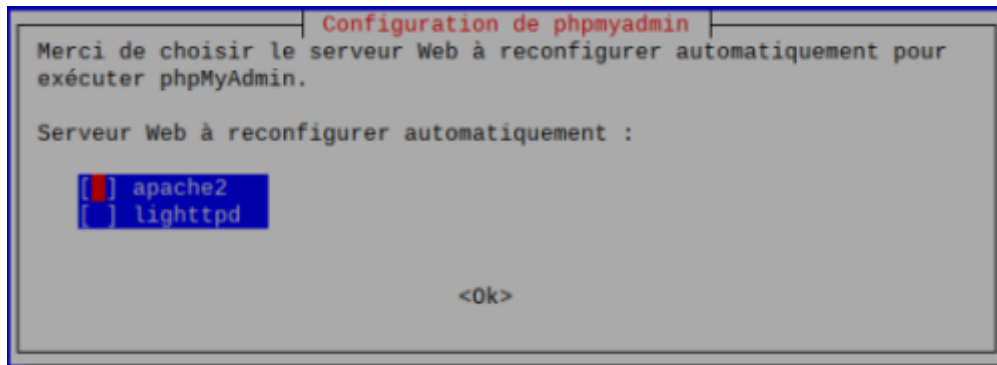 Configuration de phpmyadmin
Merci de choisir le serveur Web à reconfigurer automatiquement pour
exécuter phpMyAdmin.
Serveur Web à reconfigurer automatiquement :
[ ] apache2
[ ] lighttpd
<Ok>